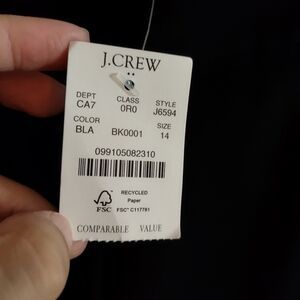 J.CREW
DEPT CLASS STYLE
CA7 0R0 J6594
COLOR SIZE
BLA BK0001 14
099105082310
RECYCLED
Paper
FSC FSC® C117791
COMPARABLE VALUE